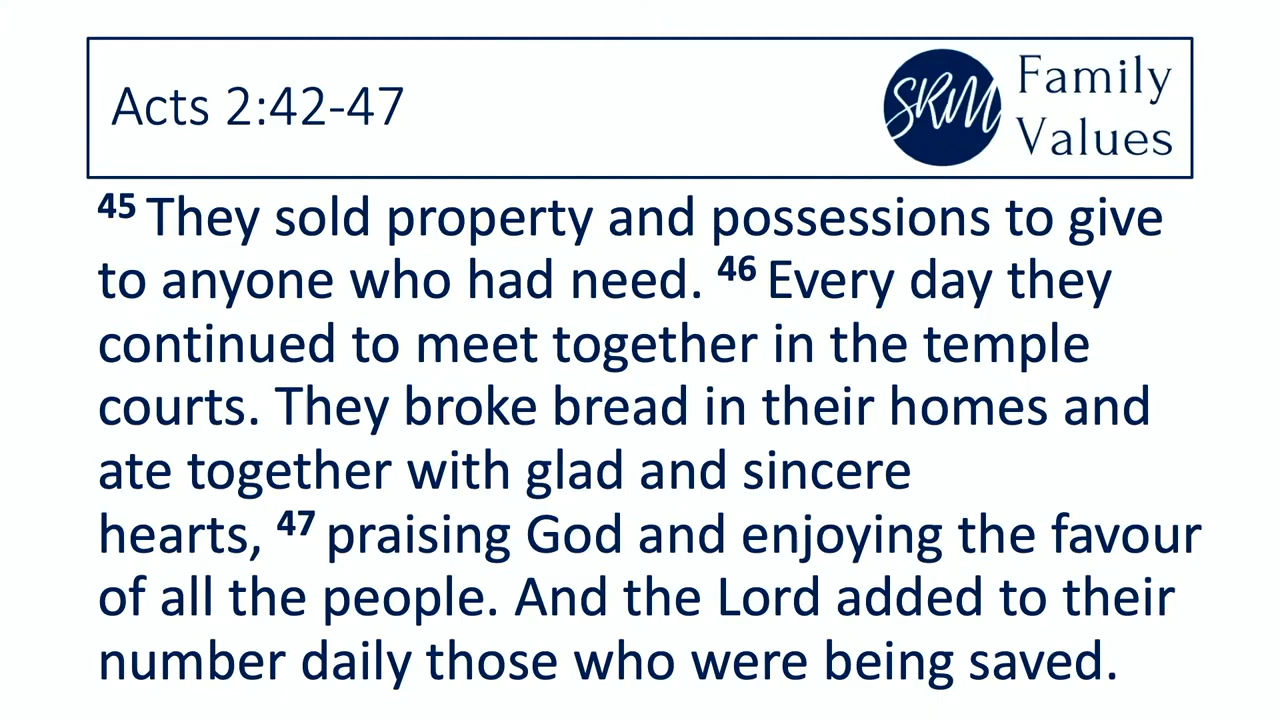 Acts 2:42-47
SRM
Family
Values
45 They sold property and possessions to give
to anyone who had need. 46 Every day they
continued to meet together in the temple
courts. They broke bread in their homes and
ate together with glad and sincere
hearts, 47 praising God and enjoying the favour
of all the people. And the Lord added to their
number daily those who were being saved.